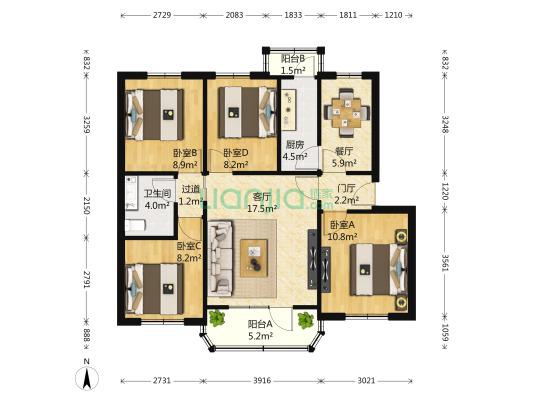 2729 2083 1833 1811 1210
832 832
阳台B
1.5m²
3259 3248
厨房
4.5m²
餐厅
5.9m²
卧室B
8.9m²
卧室D
8.2m²
卫生间
4.0m²
过道
1.2m²
客厅
17.5m²
门厅
2.2m²
Lianjia.com
链家
2150 1220
卧室A
10.8m²
卧室C
8.2m²
2791 3561
阳台A
5.2m²
888 1059
N
2731 3916 3021